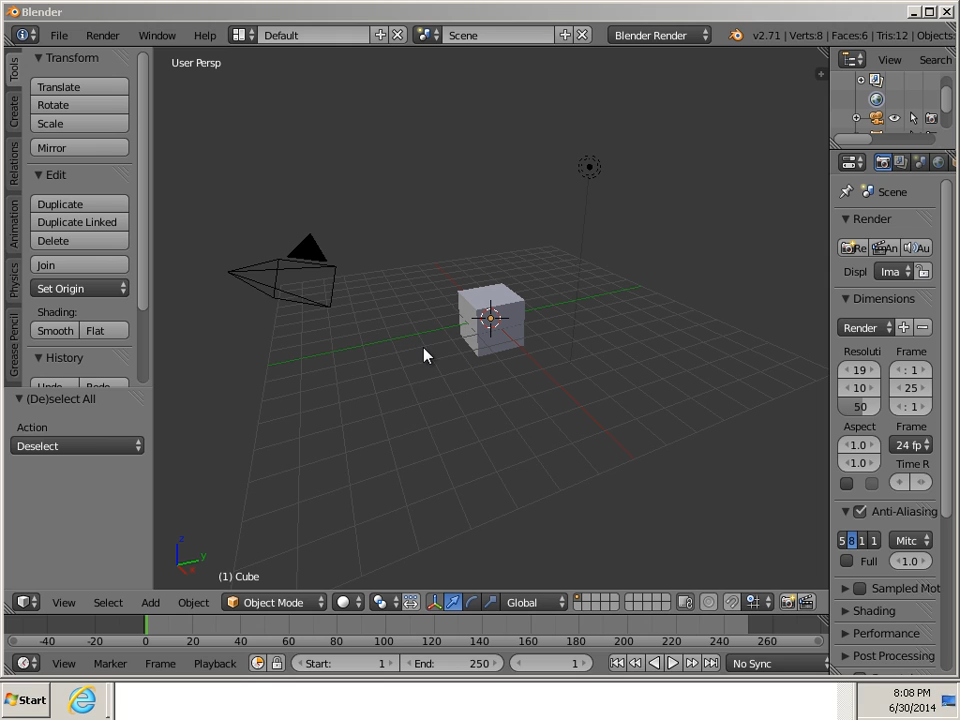 Blender
File Render Window Help Default Scene Blender Render v2.71 | Verts:8 | Faces:6 | Tris:12 | Objects:
Tools
Create
Relations
Animation
Physics
Grease Pencil
Transform
Translate
Rotate
Scale
Mirror
Edit
Duplicate
Duplicate Linked
Delete
Join
Set Origin
Shading:
Smooth Flat
History
Undo Redo
(De)select All
Action
Deselect
User Persp
z
y
x
(1) Cube
View Select Add Object Object Mode Global
-40 -20 0 20 40 60 80 100 120 140 160 180 200 220 240 260
View Marker Frame Playback Start: 1 End: 250 1 No Sync
View Search
Scene
Render
Re An Au
Displ Ima
Dimensions
Render
Resoluti Frame
19 : 1
10 25
50 : 1
Aspect Frame
1.0 24 fp
1.0 Time R
Anti-Aliasing
5 8 1 1 Mitc
Full 1.0
Sampled Mot
Shading
Performance
Post Processing
Start
8:08 PM
6/30/2014